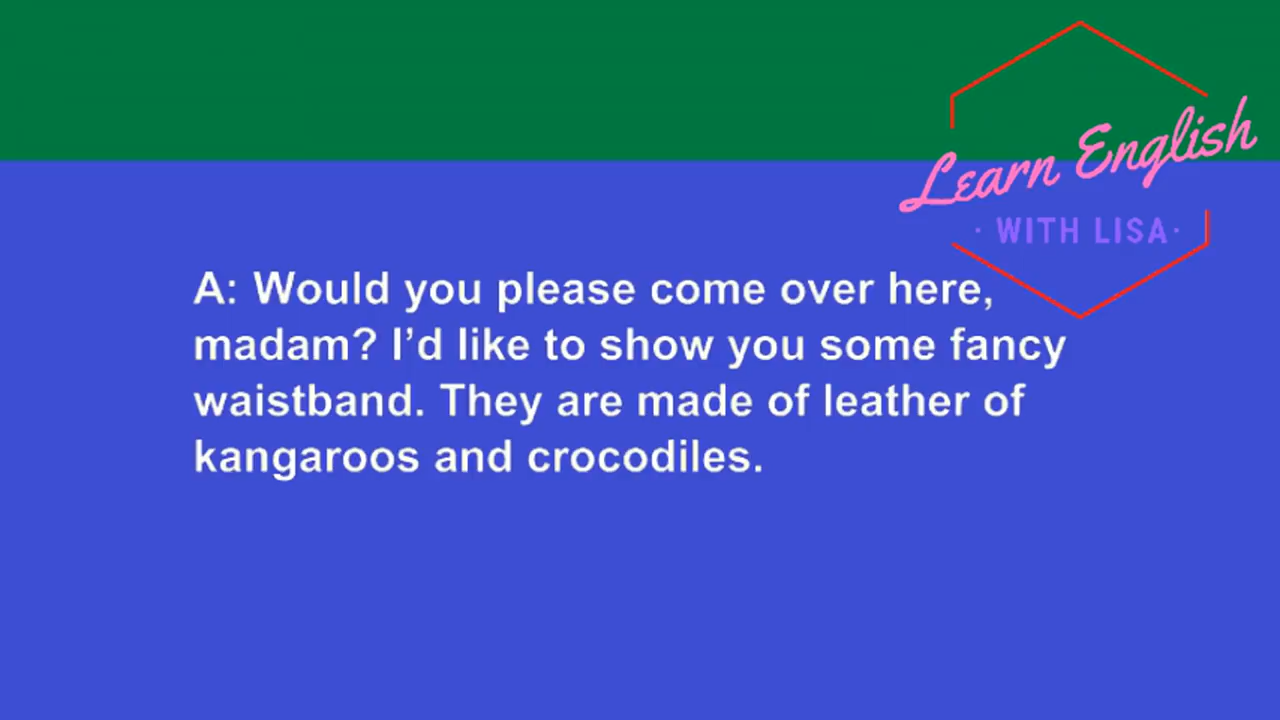 Learn English
· WITH LISA·
A: Would you please come over here,
madam? I’d like to show you some fancy
waistband. They are made of leather of
kangaroos and crocodiles.